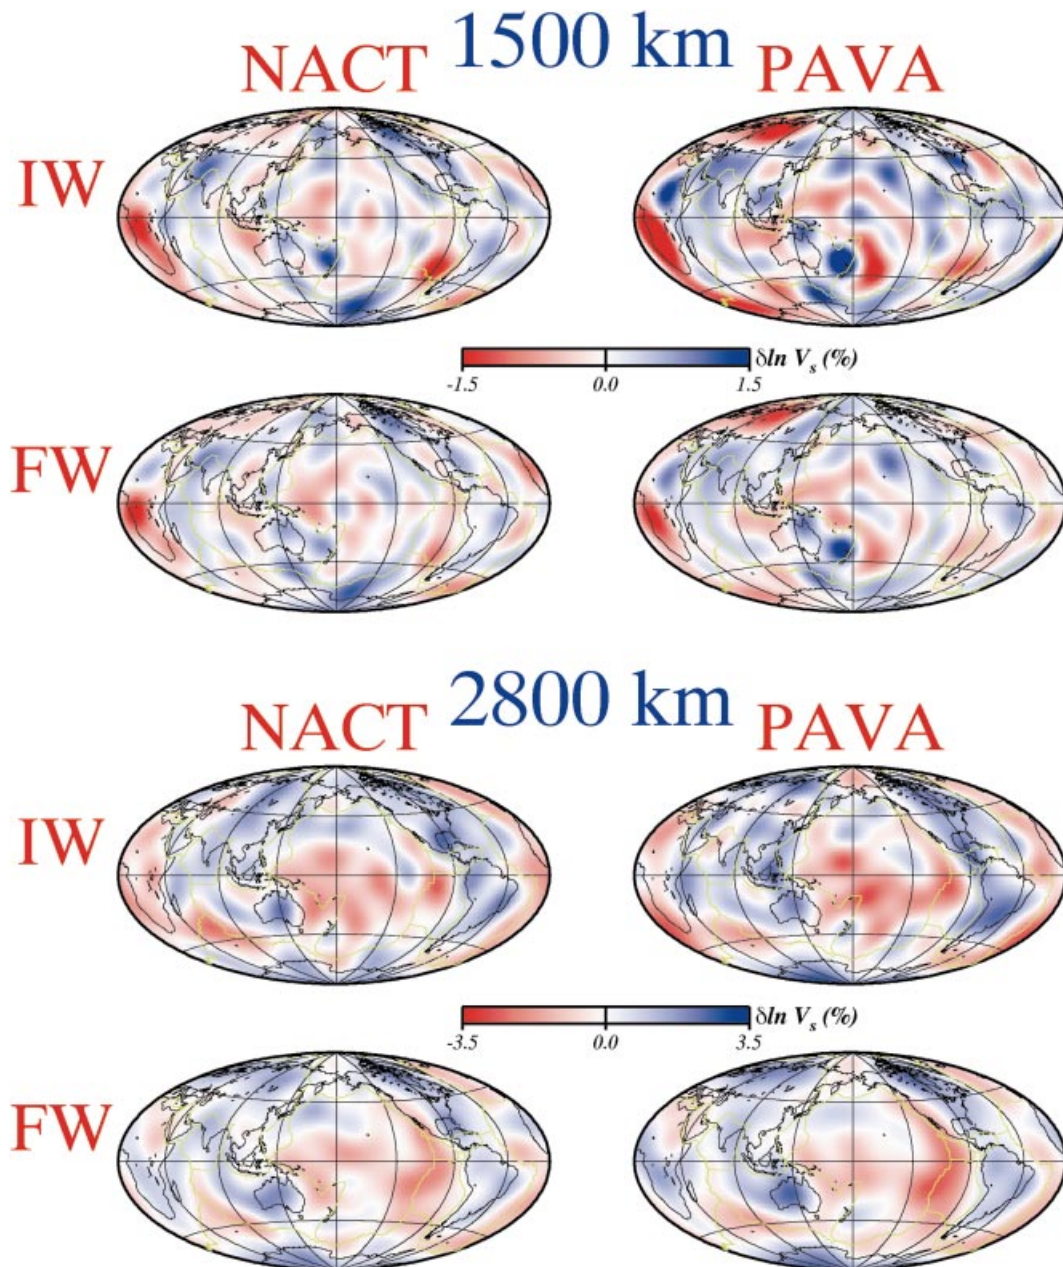 1500 km
NACT PAVA
IW
δln Vs (%)
-1.5 0.0 1.5
FW
2800 km
NACT PAVA
IW
δln Vs (%)
-3.5 0.0 3.5
FW